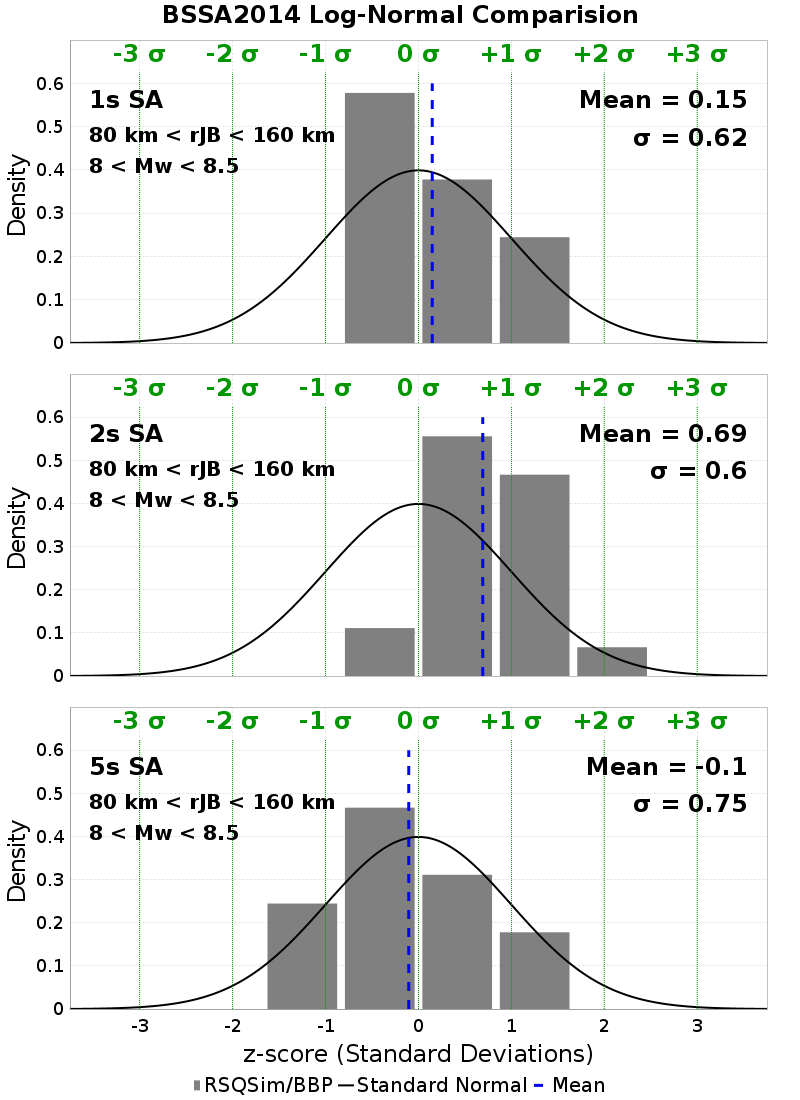 BSSA2014 Log-Normal Comparision
-3 σ -2 σ -1 σ 0 σ +1 σ +2 σ +3 σ
0.6
1s SA
Mean = 0.15
0.5
80 km < rJB < 160 km
σ = 0.62
8 < Mw < 8.5
0.4
0.3
0.2
0.1
0
Density
-3 σ -2 σ -1 σ 0 σ +1 σ +2 σ +3 σ
0.6
2s SA
Mean = 0.69
0.5
80 km < rJB < 160 km
σ = 0.6
8 < Mw < 8.5
0.4
0.3
0.2
0.1
0
Density
-3 σ -2 σ -1 σ 0 σ +1 σ +2 σ +3 σ
0.6
5s SA
Mean = -0.1
0.5
80 km < rJB < 160 km
σ = 0.75
8 < Mw < 8.5
0.4
0.3
0.2
0.1
0
Density
-3 -2 -1 0 1 2 3
z-score (Standard Deviations)
RSQSim/BBP Standard Normal Mean